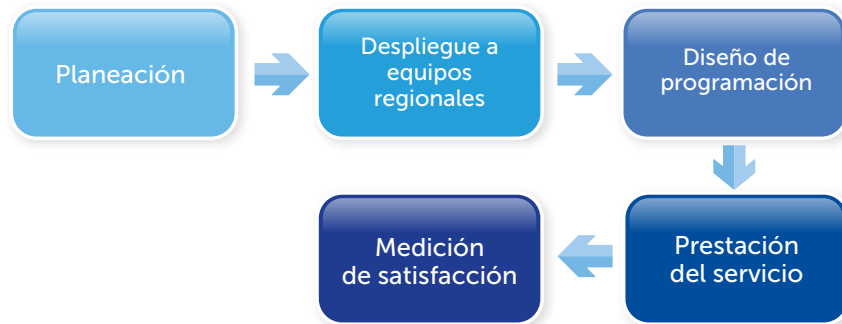 Planeación
Despliegue a
equipos
regionales
Diseño de
programación
Prestación
del servicio
Medición
de satisfacción